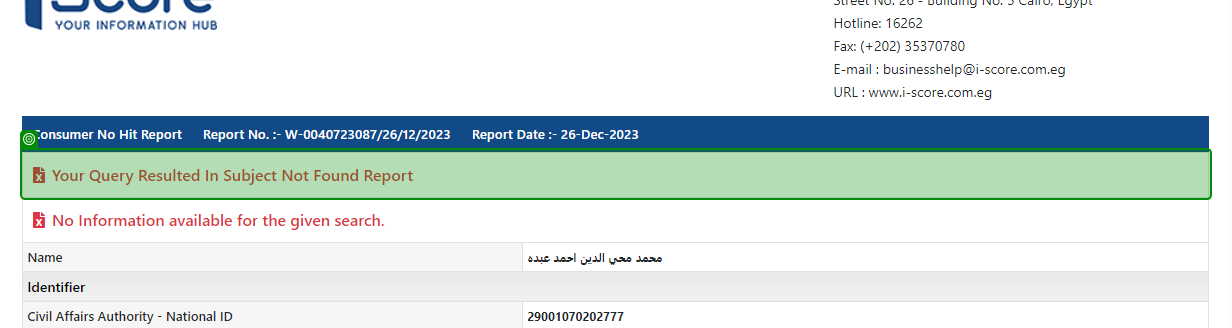 Score
YOUR INFORMATION HUB
Street No. 26 - Building No. 5 Cairo, Egypt
Hotline: 16262
Fax: (+202) 35370780
E-mail : businesshelp@i-score.com.eg
URL : www.i-score.com.eg
Consumer No Hit Report Report No. :- W-0040723087/26/12/2023 Report Date :- 26-Dec-2023
Your Query Resulted In Subject Not Found Report
No Information available for the given search.
Name محمد محي الدين احمد عبده
Identifier
Civil Affairs Authority - National ID 29001070202777